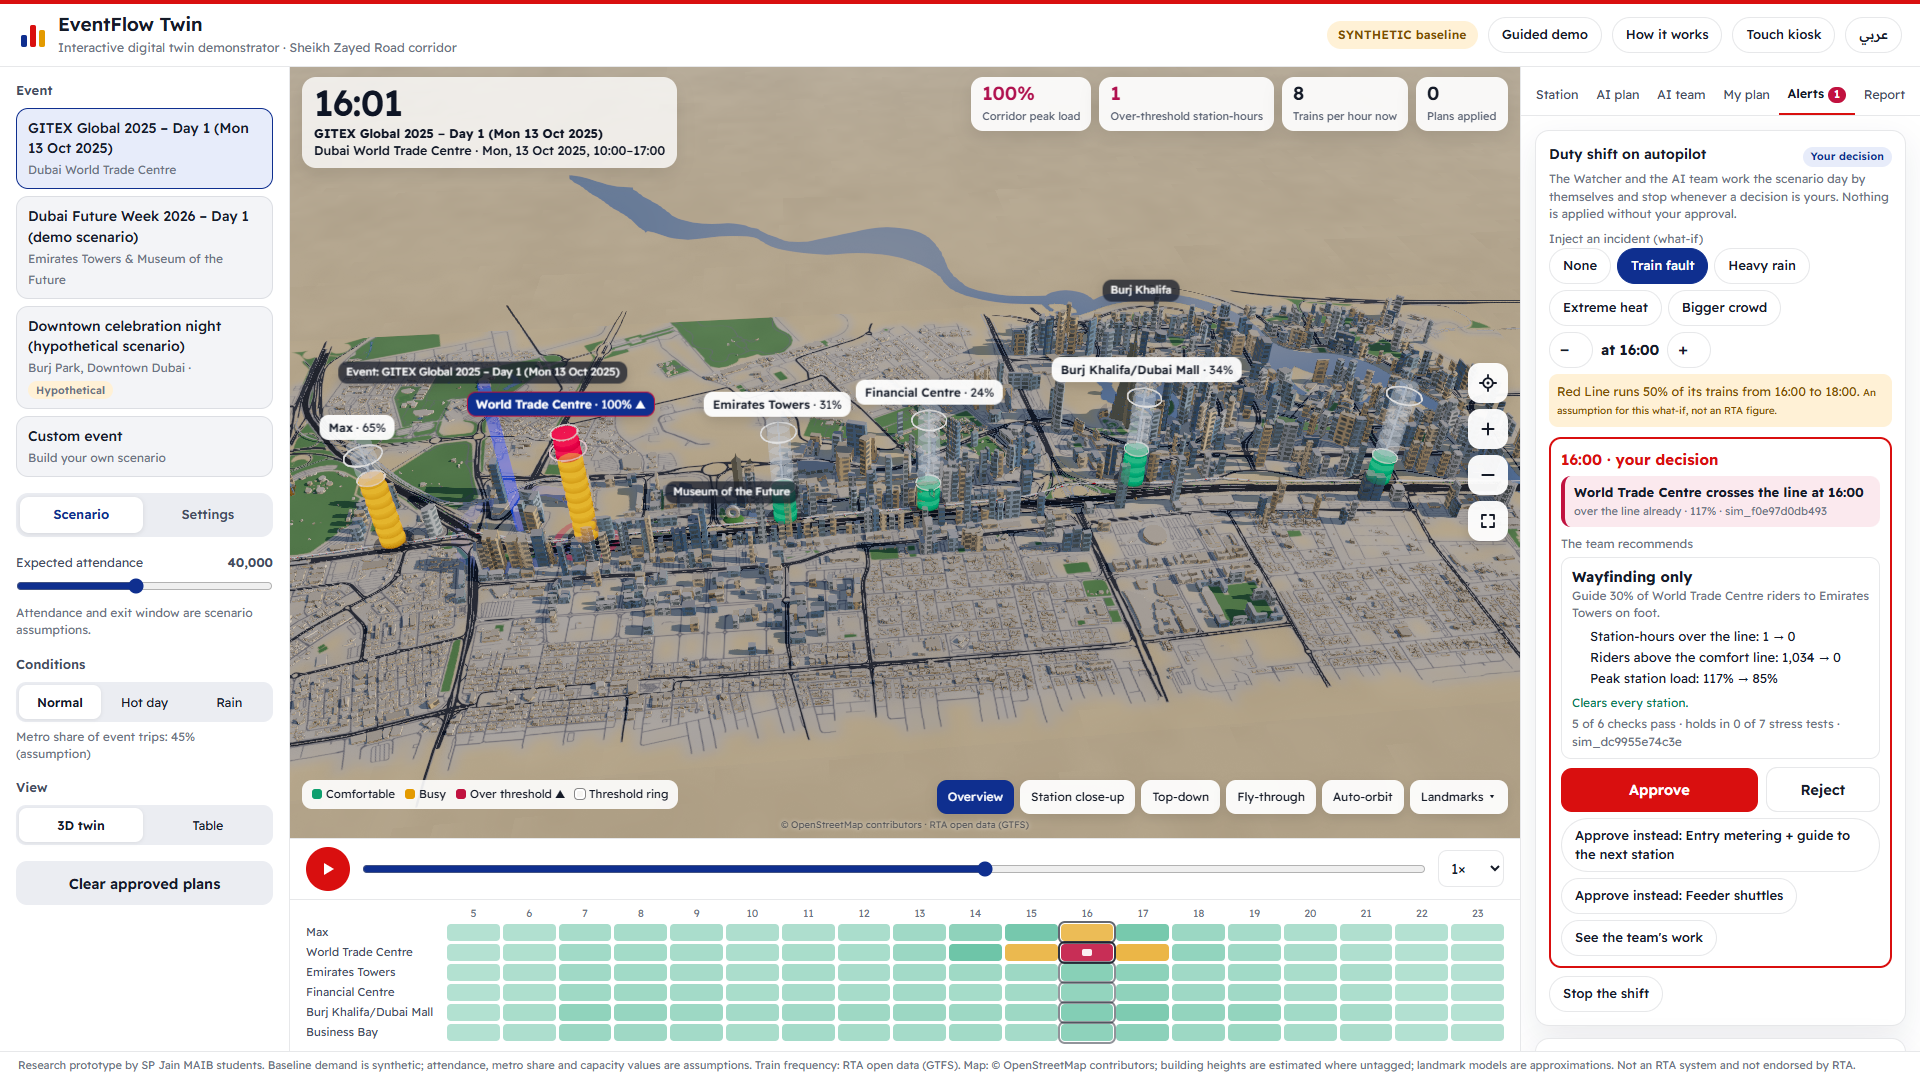 EventFlow Twin
Interactive digital twin demonstrator · Sheikh Zayed Road corridor
SYNTHETIC baseline
Guided demo
How it works
Touch kiosk
عربي
Event
GITEX Global 2025 – Day 1 (Mon
13 Oct 2025)
Dubai World Trade Centre
Dubai Future Week 2026 – Day 1
(demo scenario)
Emirates Towers & Museum of the
Future
Downtown celebration night
(hypothetical scenario)
Burj Park, Downtown Dubai ·
Hypothetical
Custom event
Build your own scenario
Scenario
Settings
Expected attendance
40,000
Attendance and exit window are scenario
assumptions.
Conditions
Normal
Hot day
Rain
Metro share of event trips: 45%
(assumption)
View
3D twin
Table
Clear approved plans
16:01
GITEX Global 2025 – Day 1 (Mon 13 Oct 2025)
Dubai World Trade Centre · Mon, 13 Oct 2025, 10:00–17:00
100%
Corridor peak load
1
Over-threshold station-hours
8
Trains per hour now
0
Plans applied
Burj Khalifa
Event: GITEX Global 2025 – Day 1 (Mon 13 Oct 2025)
World Trade Centre · 100% ▲
Max · 65%
Emirates Towers · 31%
Financial Centre · 24%
Burj Khalifa/Dubai Mall · 34%
Museum of the Future
Comfortable
Busy
Over threshold ▲
Threshold ring
Overview
Station close-up
Top-down
Fly-through
Auto-orbit
Landmarks
© OpenStreetMap contributors · RTA open data (GTFS)
1×
5 6 7 8 9 10 11 12 13 14 15 16 17 18 19 20 21 22 23
Max
World Trade Centre
Emirates Towers
Financial Centre
Burj Khalifa/Dubai Mall
Business Bay
Station
AI plan
AI team
My plan
Alerts 1
Report
Duty shift on autopilot
Your decision
The Watcher and the AI team work the scenario day by
themselves and stop whenever a decision is yours. Nothing
is applied without your approval.
Inject an incident (what-if)
None
Train fault
Heavy rain
Extreme heat
Bigger crowd
− at 16:00 +
Red Line runs 50% of its trains from 16:00 to 18:00. An
assumption for this what-if, not an RTA figure.
16:00 · your decision
World Trade Centre crosses the line at 16:00
over the line already · 117% · sim_f0e97d0db493
The team recommends
Wayfinding only
Guide 30% of World Trade Centre riders to Emirates
Towers on foot.
Station-hours over the line: 1 → 0
Riders above the comfort line: 1,034 → 0
Peak station load: 117% → 85%
Clears every station.
5 of 6 checks pass · holds in 0 of 7 stress tests ·
sim_dc9955e74c3e
Approve
Reject
Approve instead: Entry metering + guide to
the next station
Approve instead: Feeder shuttles
See the team's work
Stop the shift
Research prototype by SP Jain MAIB students. Baseline demand is synthetic; attendance, metro share and capacity values are assumptions. Train frequency: RTA open data (GTFS). Map: © OpenStreetMap contributors; building heights are estimated where untagged; landmark models are approximations. Not an RTA system and not endorsed by RTA.